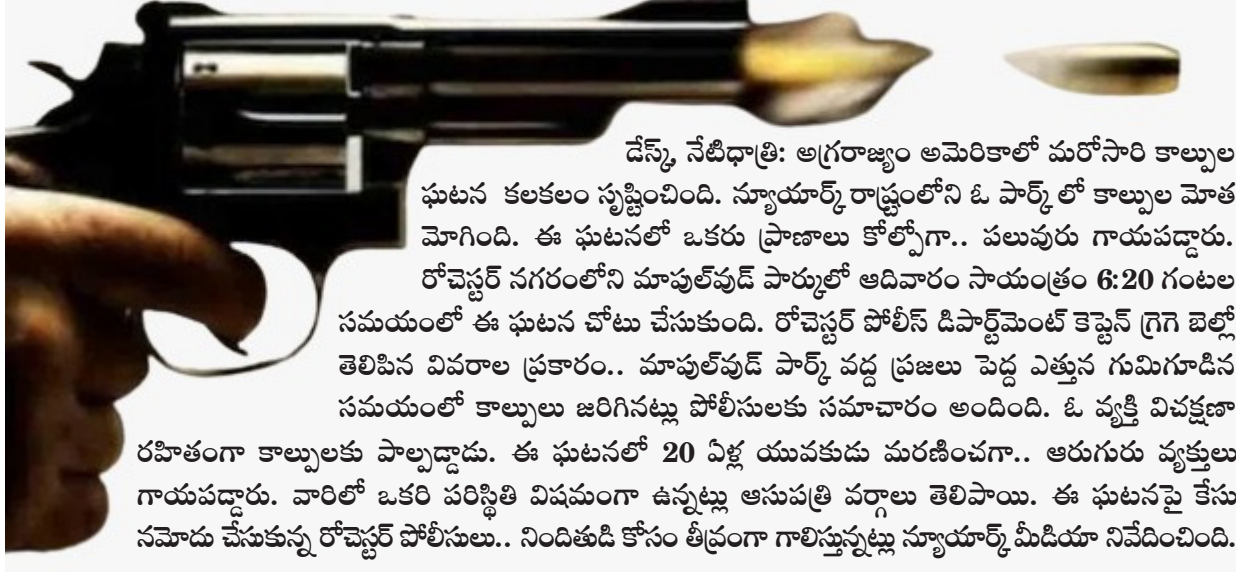 డేస్క్, నేటిధాత్రి: అగ్రరాజ్యం అమెరికాలో మరోసారి కాల్పుల
ఘటన కలకలం సృష్టించింది. న్యూయార్క్ రాష్ట్రంలోని ఓ పార్క్ లో కాల్పుల మోత
మోగింది. ఈ ఘటనలో ఒకరు ప్రాణాలు కోల్పోగా.. పలువురు గాయపడ్డారు.
రోచెస్టర్ నగరంలోని మాపుల్‌వుడ్ పార్కులో ఆదివారం సాయంత్రం 6:20 గంటల
సమయంలో ఈ ఘటన చోటు చేసుకుంది. రోచెస్టర్ పోలీస్ డిపార్ట్‌మెంట్ కెప్టెన్ గ్రెగె బెల్లో
తెలిపిన వివరాల ప్రకారం.. మాపుల్‌వుడ్ పార్క్ వద్ద ప్రజలు పెద్ద ఎత్తున గుమిగూడిన
సమయంలో కాల్పులు జరిగినట్లు పోలీసులకు సమాచారం అందింది. ఓ వ్యక్తి విచక్షణా
రహితంగా కాల్పులకు పాల్పడ్డాడు. ఈ ఘటనలో 20 ఏళ్ల యువకుడు మరణించగా.. ఆరుగురు వ్యక్తులు
గాయపడ్డారు. వారిలో ఒకరి పరిస్థితి విషమంగా ఉన్నట్లు ఆసుపత్రి వర్గాలు తెలిపాయి. ఈ ఘటనపై కేసు
నమోదు చేసుకున్న రోచెస్టర్ పోలీసులు.. నిందితుడి కోసం తీవ్రంగా గాలిస్తున్నట్లు న్యూయార్క్ మీడియా నివేదించింది.